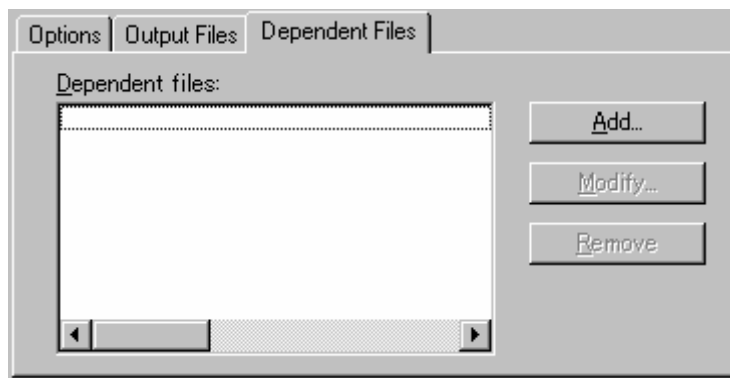 Options Output Files Dependent Files
Dependent files:
Add...
Modify...
Remove